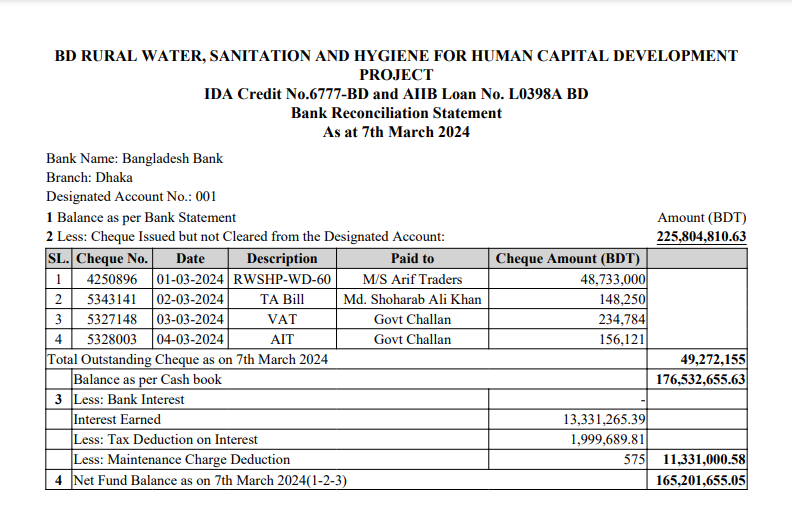 BD RURAL WATER, SANITATION AND HYGIENE FOR HUMAN CAPITAL DEVELOPMENT
PROJECT
IDA Credit No.6777-BD and AIIB Loan No. L0398A BD
Bank Reconciliation Statement
As at 7th March 2024
Bank Name: Bangladesh Bank
Branch: Dhaka
Designated Account No.: 001
1 Balance as per Bank Statement Amount (BDT)
2 Less: Cheque Issued but not Cleared from the Designated Account: 225,804,810.63
SL. Cheque No. Date Description Paid to Cheque Amount (BDT)
1 4250896 01-03-2024 RWSHP-WD-60 M/S Arif Traders 48,733,000
2 5343141 02-03-2024 TA Bill Md. Shoharab Ali Khan 148,250
3 5327148 03-03-2024 VAT Govt Challan 234,784
4 5328003 04-03-2024 AIT Govt Challan 156,121
Total Outstanding Cheque as on 7th March 2024 49,272,155
Balance as per Cash book 176,532,655.63
3 Less: Bank Interest -
Interest Earned 13,331,265.39
Less: Tax Deduction on Interest 1,999,689.81
Less: Maintenance Charge Deduction 575 11,331,000.58
4 Net Fund Balance as on 7th March 2024(1-2-3) 165,201,655.05